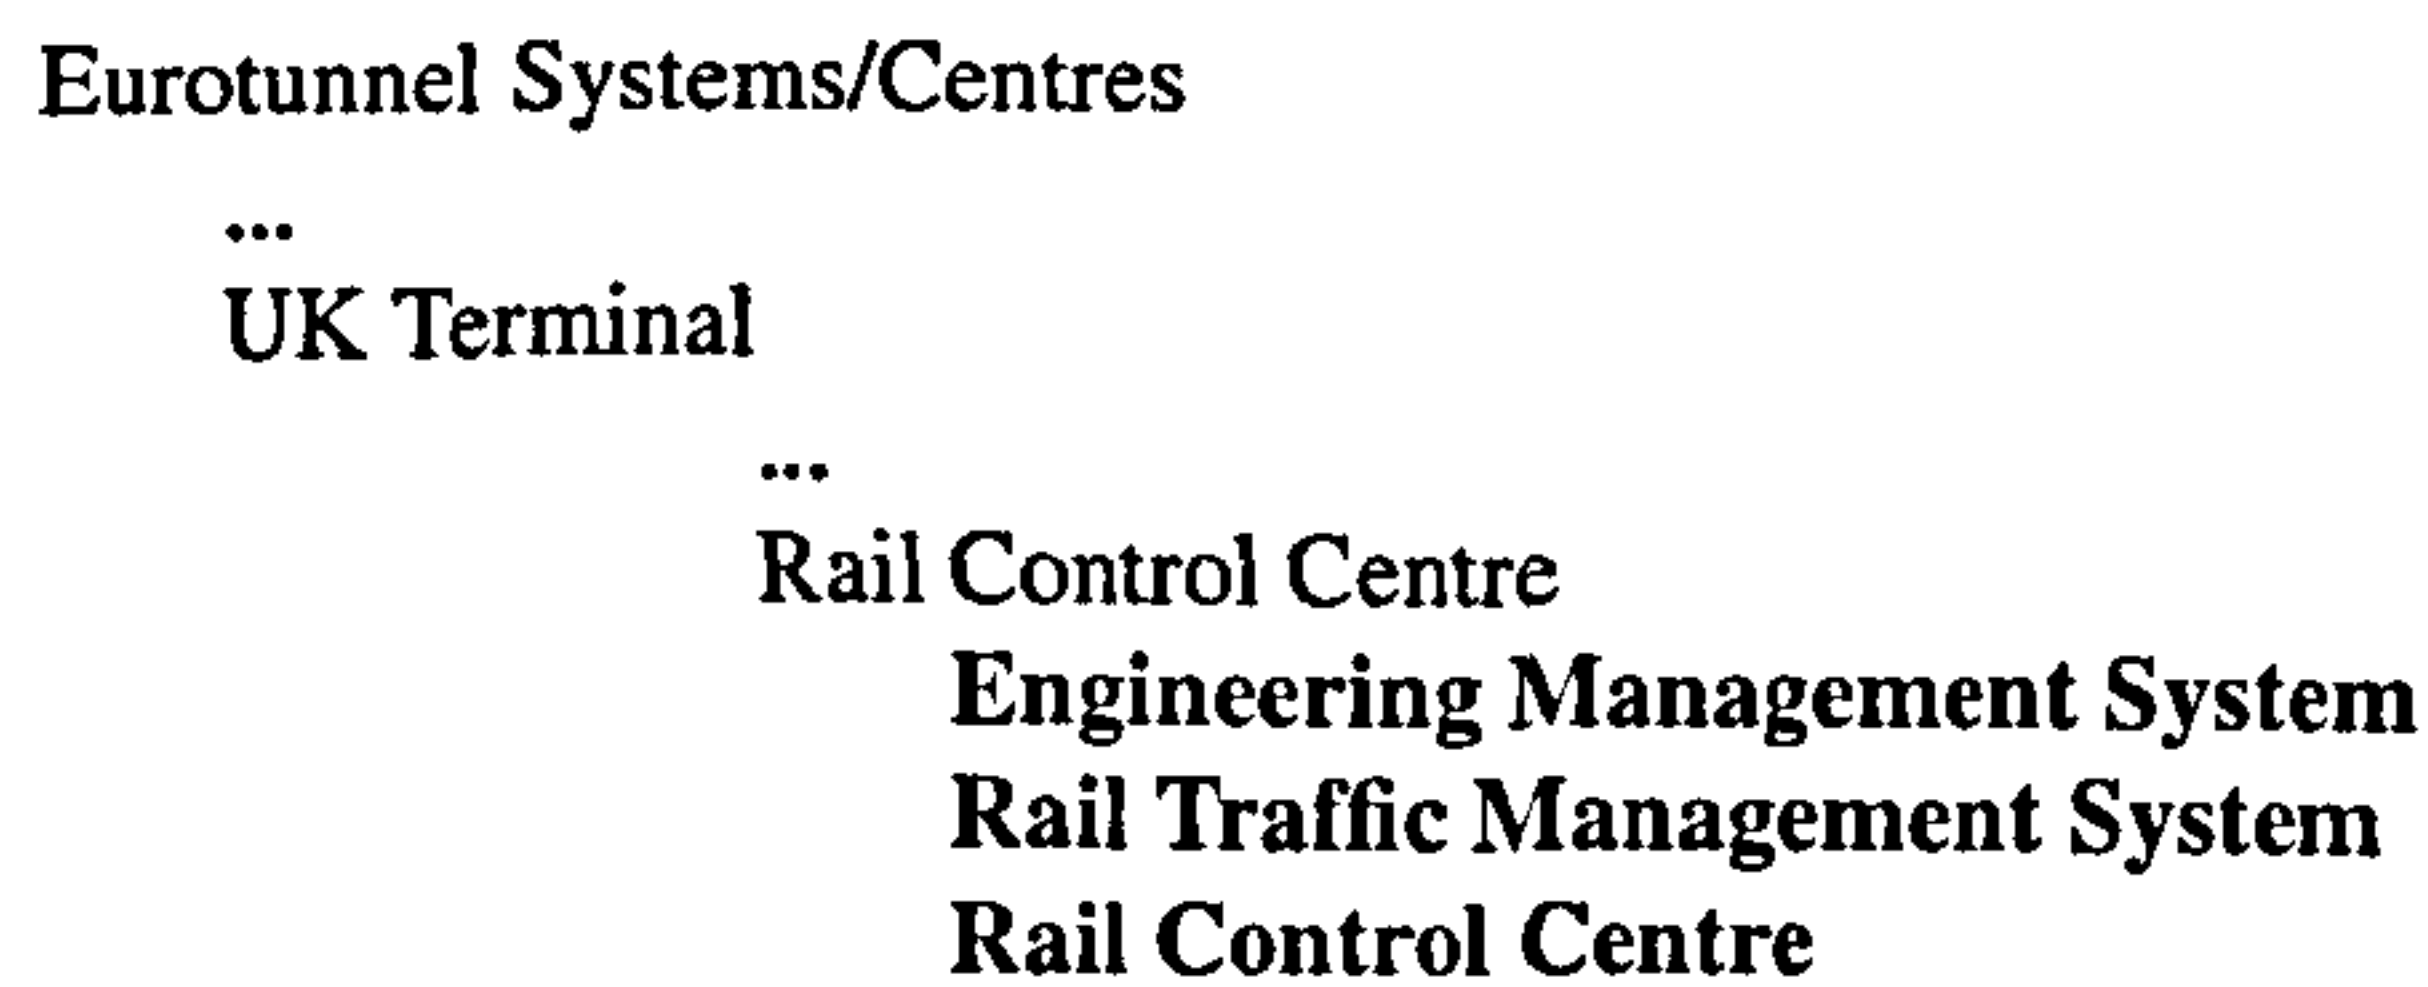 Eurotunnel Systems/Centres
...
UK Terminal
...
Rail Control Centre
Engineering Management System
Rail Traffic Management System
Rail Control Centre